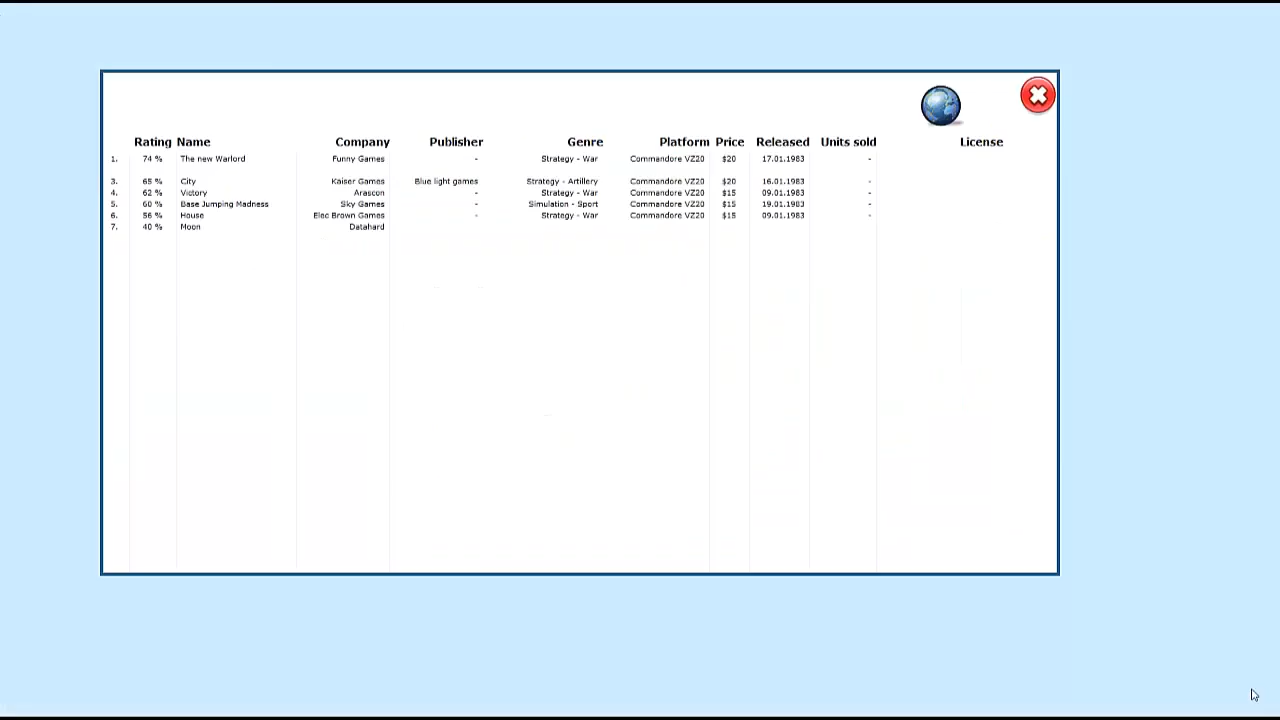 Rating Name Company Publisher Genre Platform Price Released Units sold License
1. 74 % The new Warlord Funny Games - Strategy - War Commandore VZ20 $20 17.01.1983 -
3. 65 % City Kaiser Games Blue light games Strategy - Artillery Commandore VZ20 $20 16.01.1983 -
4. 62 % Victory Arascon - Strategy - War Commandore VZ20 $15 09.01.1983 -
5. 60 % Base Jumping Madness Sky Games - Simulation - Sport Commandore VZ20 $15 19.01.1983 -
6. 56 % House Elec Brown Games - Strategy - War Commandore VZ20 $15 09.01.1983 -
7. 40 % Moon Datahard